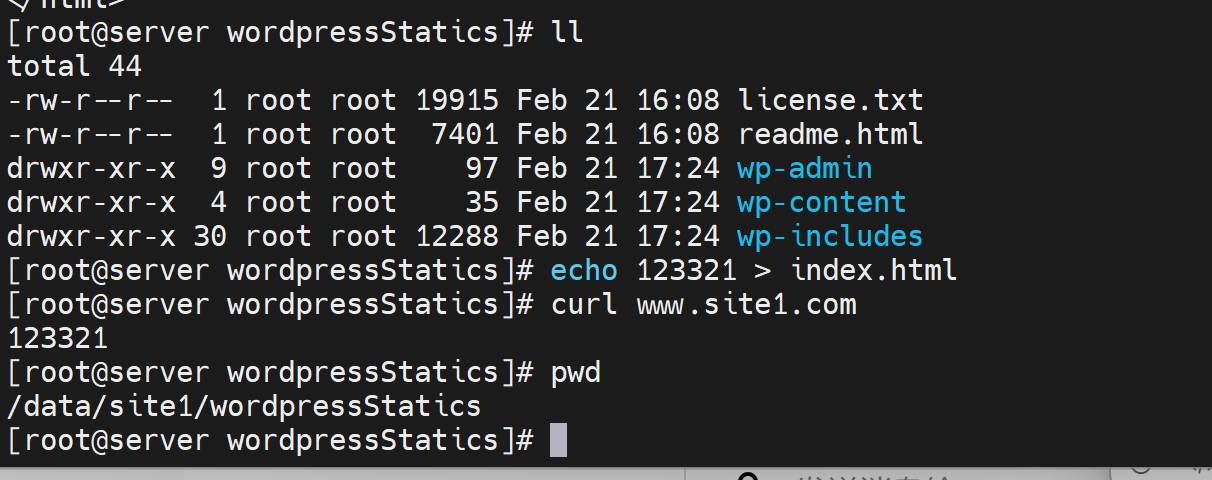 </html>
[root@server wordpressStatics]# ll
total 44
-rw-r--r--  1 root root 19915 Feb 21 16:08 license.txt
-rw-r--r--  1 root root  7401 Feb 21 16:08 readme.html
drwxr-xr-x  9 root root    97 Feb 21 17:24 wp-admin
drwxr-xr-x  4 root root    35 Feb 21 17:24 wp-content
drwxr-xr-x 30 root root 12288 Feb 21 17:24 wp-includes
[root@server wordpressStatics]# echo 123321 > index.html
[root@server wordpressStatics]# curl www.site1.com
123321
[root@server wordpressStatics]# pwd
/data/site1/wordpressStatics
[root@server wordpressStatics]#